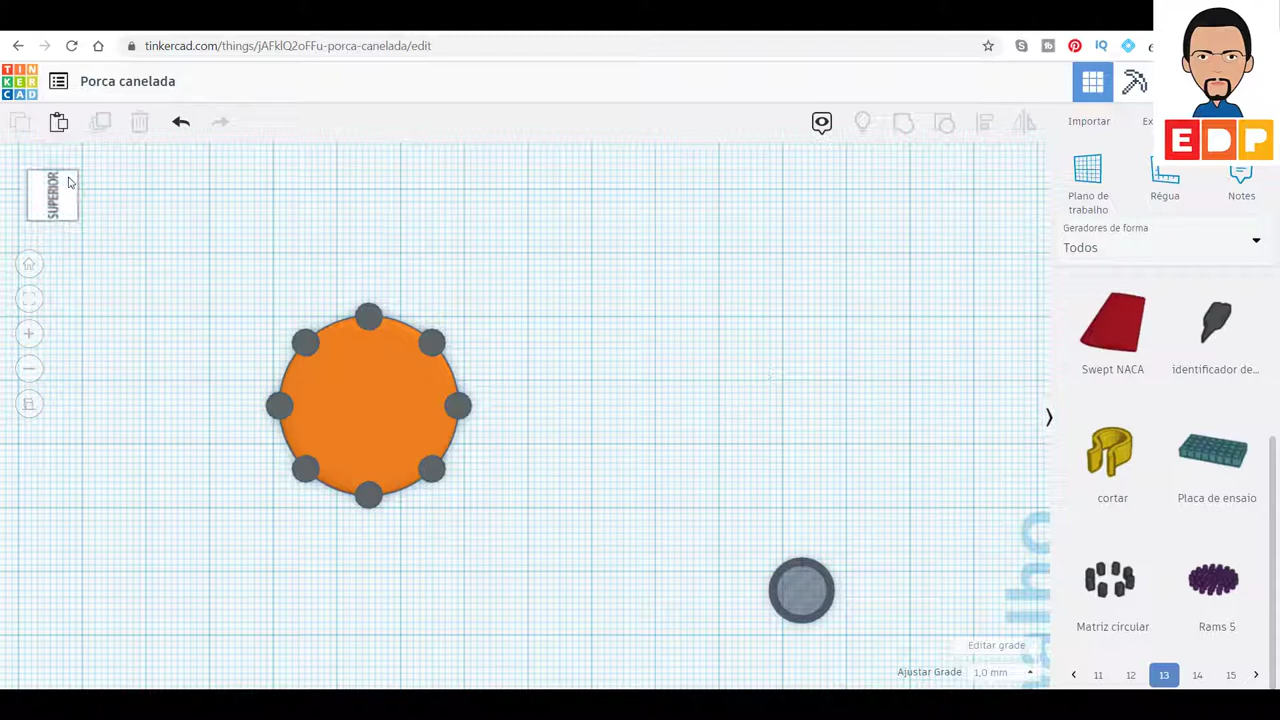 tinkercad.com/things/jAFklQ2oFFu-porca-canelada/edit
IQ
TIN
KER
CAD
Porca canelada
EDP
Importar
Ex
SUPERIOR
Plano de
trabalho
Régua
Notes
Geradores de forma
Todos
Swept NACA
identificador de...
cortar
Placa de ensaio
Matriz circular
Rams 5
Editar grade
Ajustar Grade
1,0 mm
11
12
13
14
15